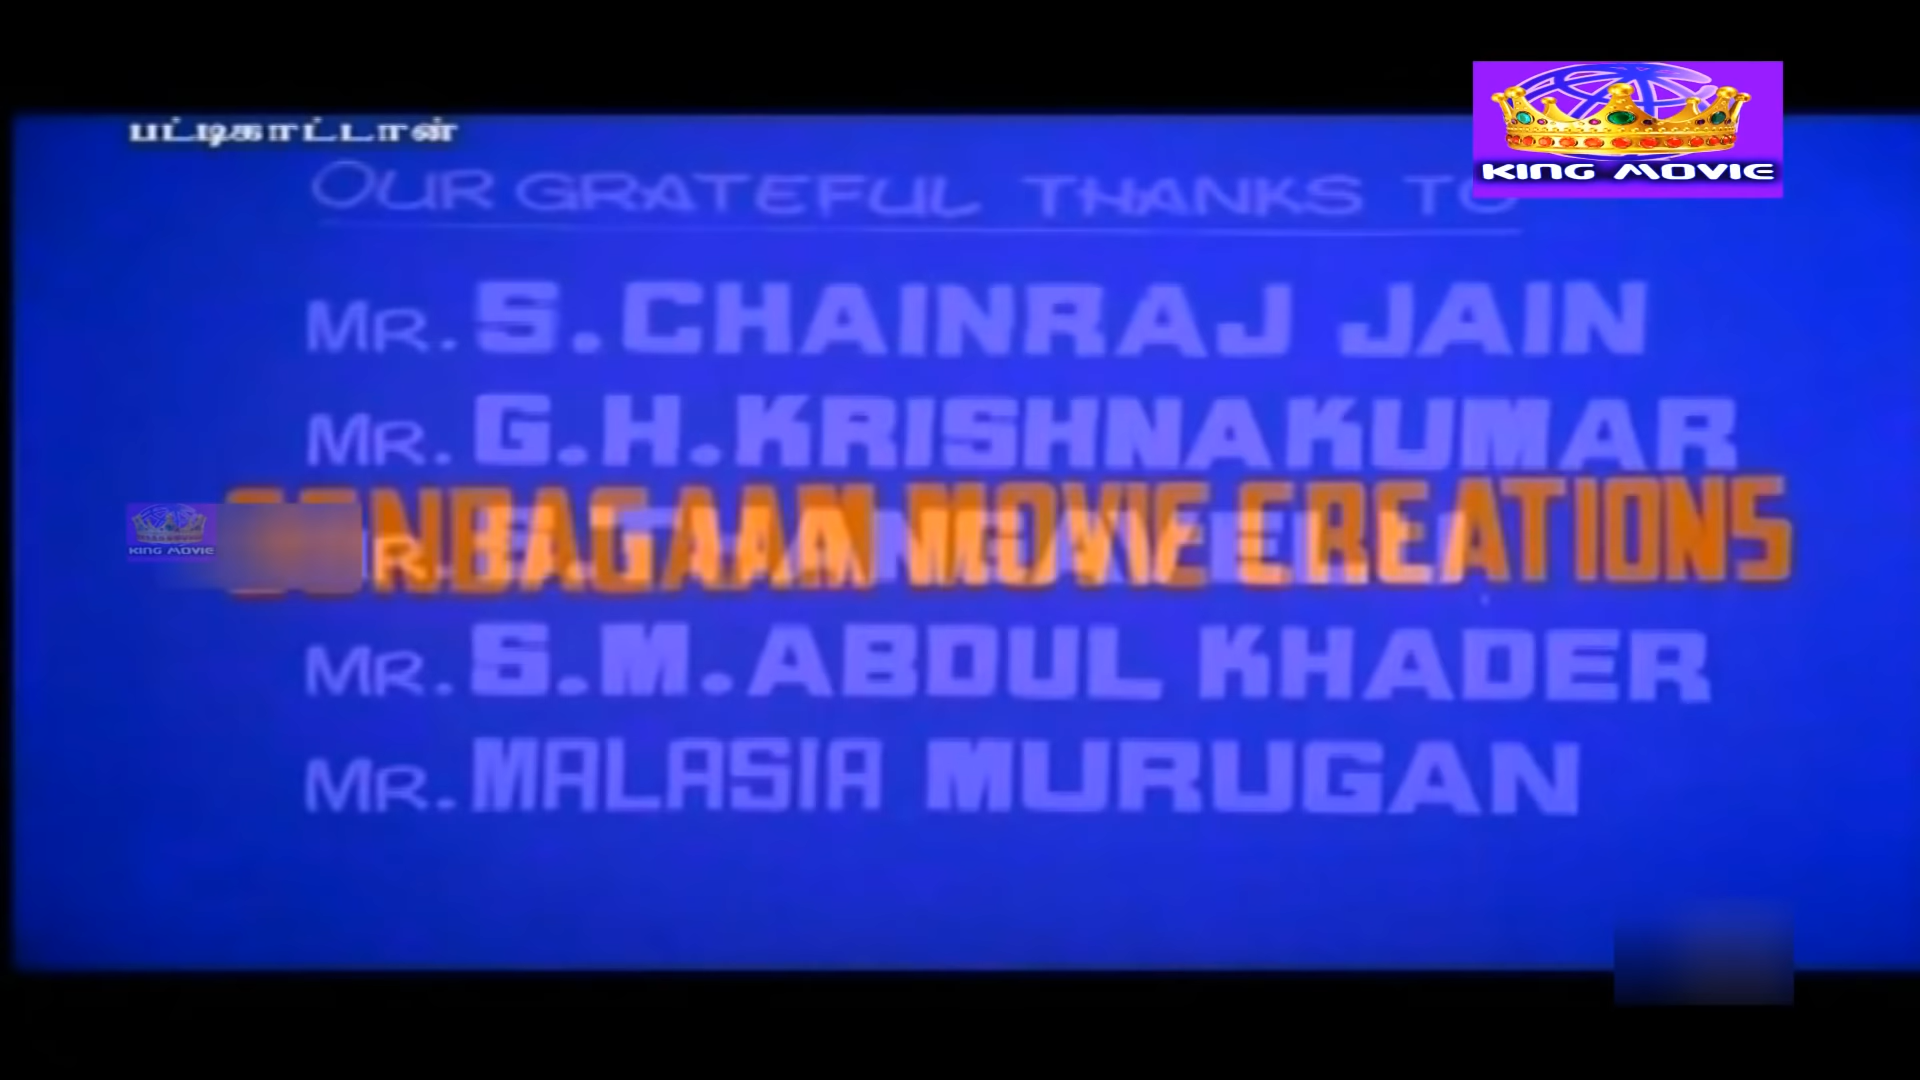 KING MOVIE
பட்டிகாட்டான்
OUR GRATEFUL THANKS TO
MR. S. CHAINRAJ JAIN
MR. G. H. KRISHNAKUMAR
KING MOVIE
MOVIE CREATIONS
MR. S. M. ABDUL KHADER
MR. MALASIA MURUGAN